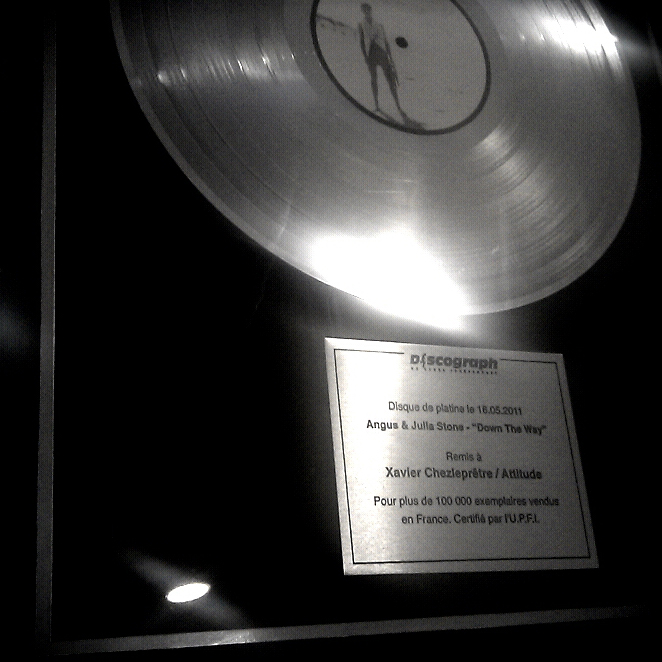 Discograph
Disque de platine le 16.05.2011
Angus & Julia Stone - "Down The Way"
Remis à
Xavier Chezleprêtre / Attitude
Pour plus de 100 000 exemplaires vendus
en France. Certifié par l'U.P.F.I.